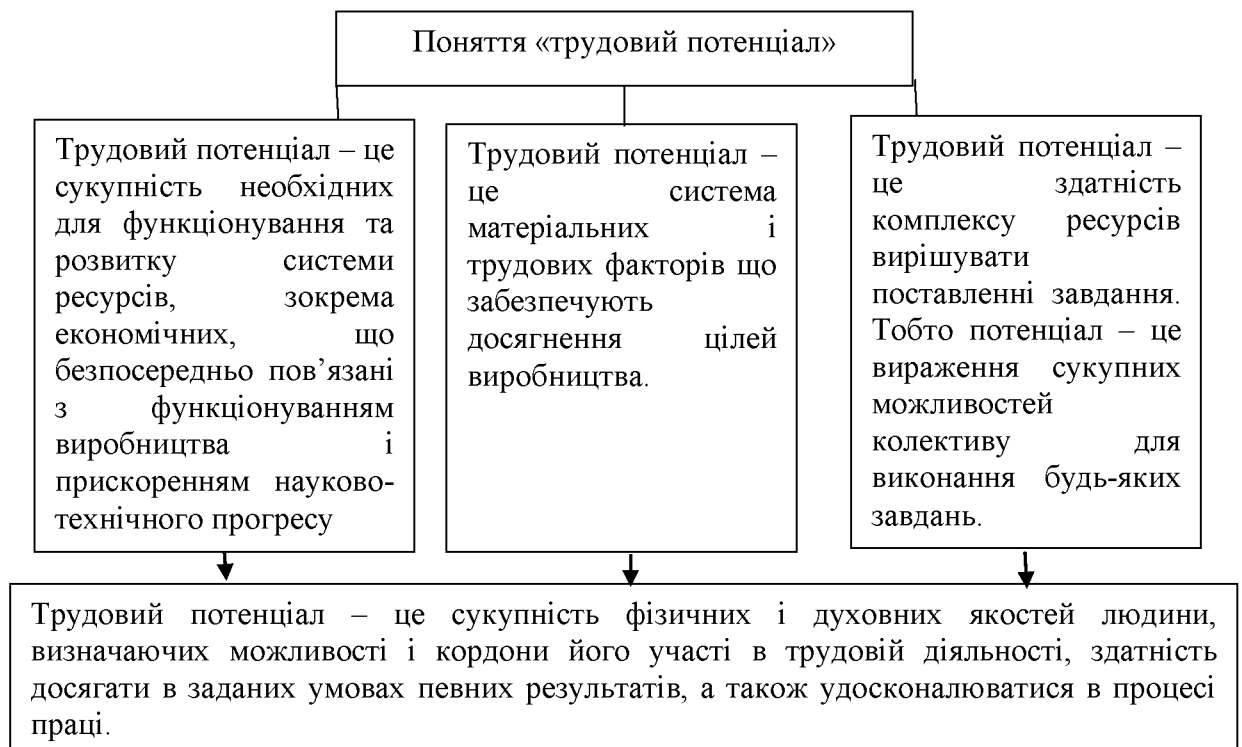 Поняття «трудовий потенціал»
Трудовий потенціал – це
сукупність необхідних
для функціонування та
розвитку системи
ресурсів, зокрема
економічних, що
безпосередньо пов’язані
з функціонуванням
виробництва і
прискоренням науково-
технічного прогресу
Трудовий потенціал –
це система
матеріальних і
трудових факторів що
забезпечують
досягнення цілей
виробництва.
Трудовий потенціал –
це здатність
комплексу ресурсів
вирішувати
поставленні завдання.
Тобто потенціал – це
вираження сукупних
можливостей
колективу для
виконання будь-яких
завдань.
Трудовий потенціал – це сукупність фізичних і духовних якостей людини,
визначаючих можливості і кордони його участі в трудовій діяльності, здатність
досягати в заданих умовах певних результатів, а також удосконалюватися в процесі
праці.